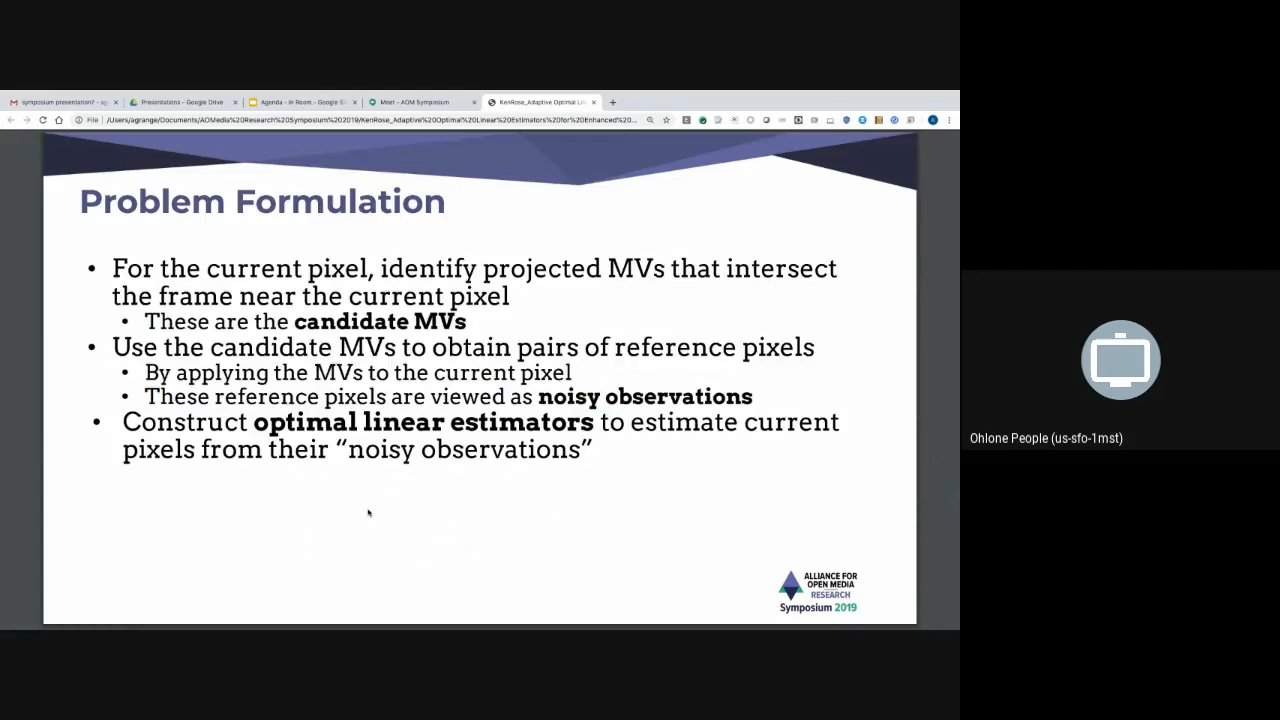 symposium presentation? - ag
Presentations - Google Drive
Agenda - In Room - Google Sl
Meet - AOM Symposium
KenRose_Adaptive Optimal Lin
File
/Users/agrange/Documents/AOMedia%20Research%20Symposium%202019/KenRose_Adaptive%20Optimal%20Linear%20Estimators%20for%20Enhanced%20...
Problem Formulation
• For the current pixel, identify projected MVs that intersect
the frame near the current pixel
• These are the candidate MVs
• Use the candidate MVs to obtain pairs of reference pixels
• By applying the MVs to the current pixel
• These reference pixels are viewed as noisy observations
• Construct optimal linear estimators to estimate current
pixels from their “noisy observations”
ALLIANCE FOR
OPEN MEDIA
RESEARCH
Symposium 2019
Ohlone People (us-sfo-1mst)